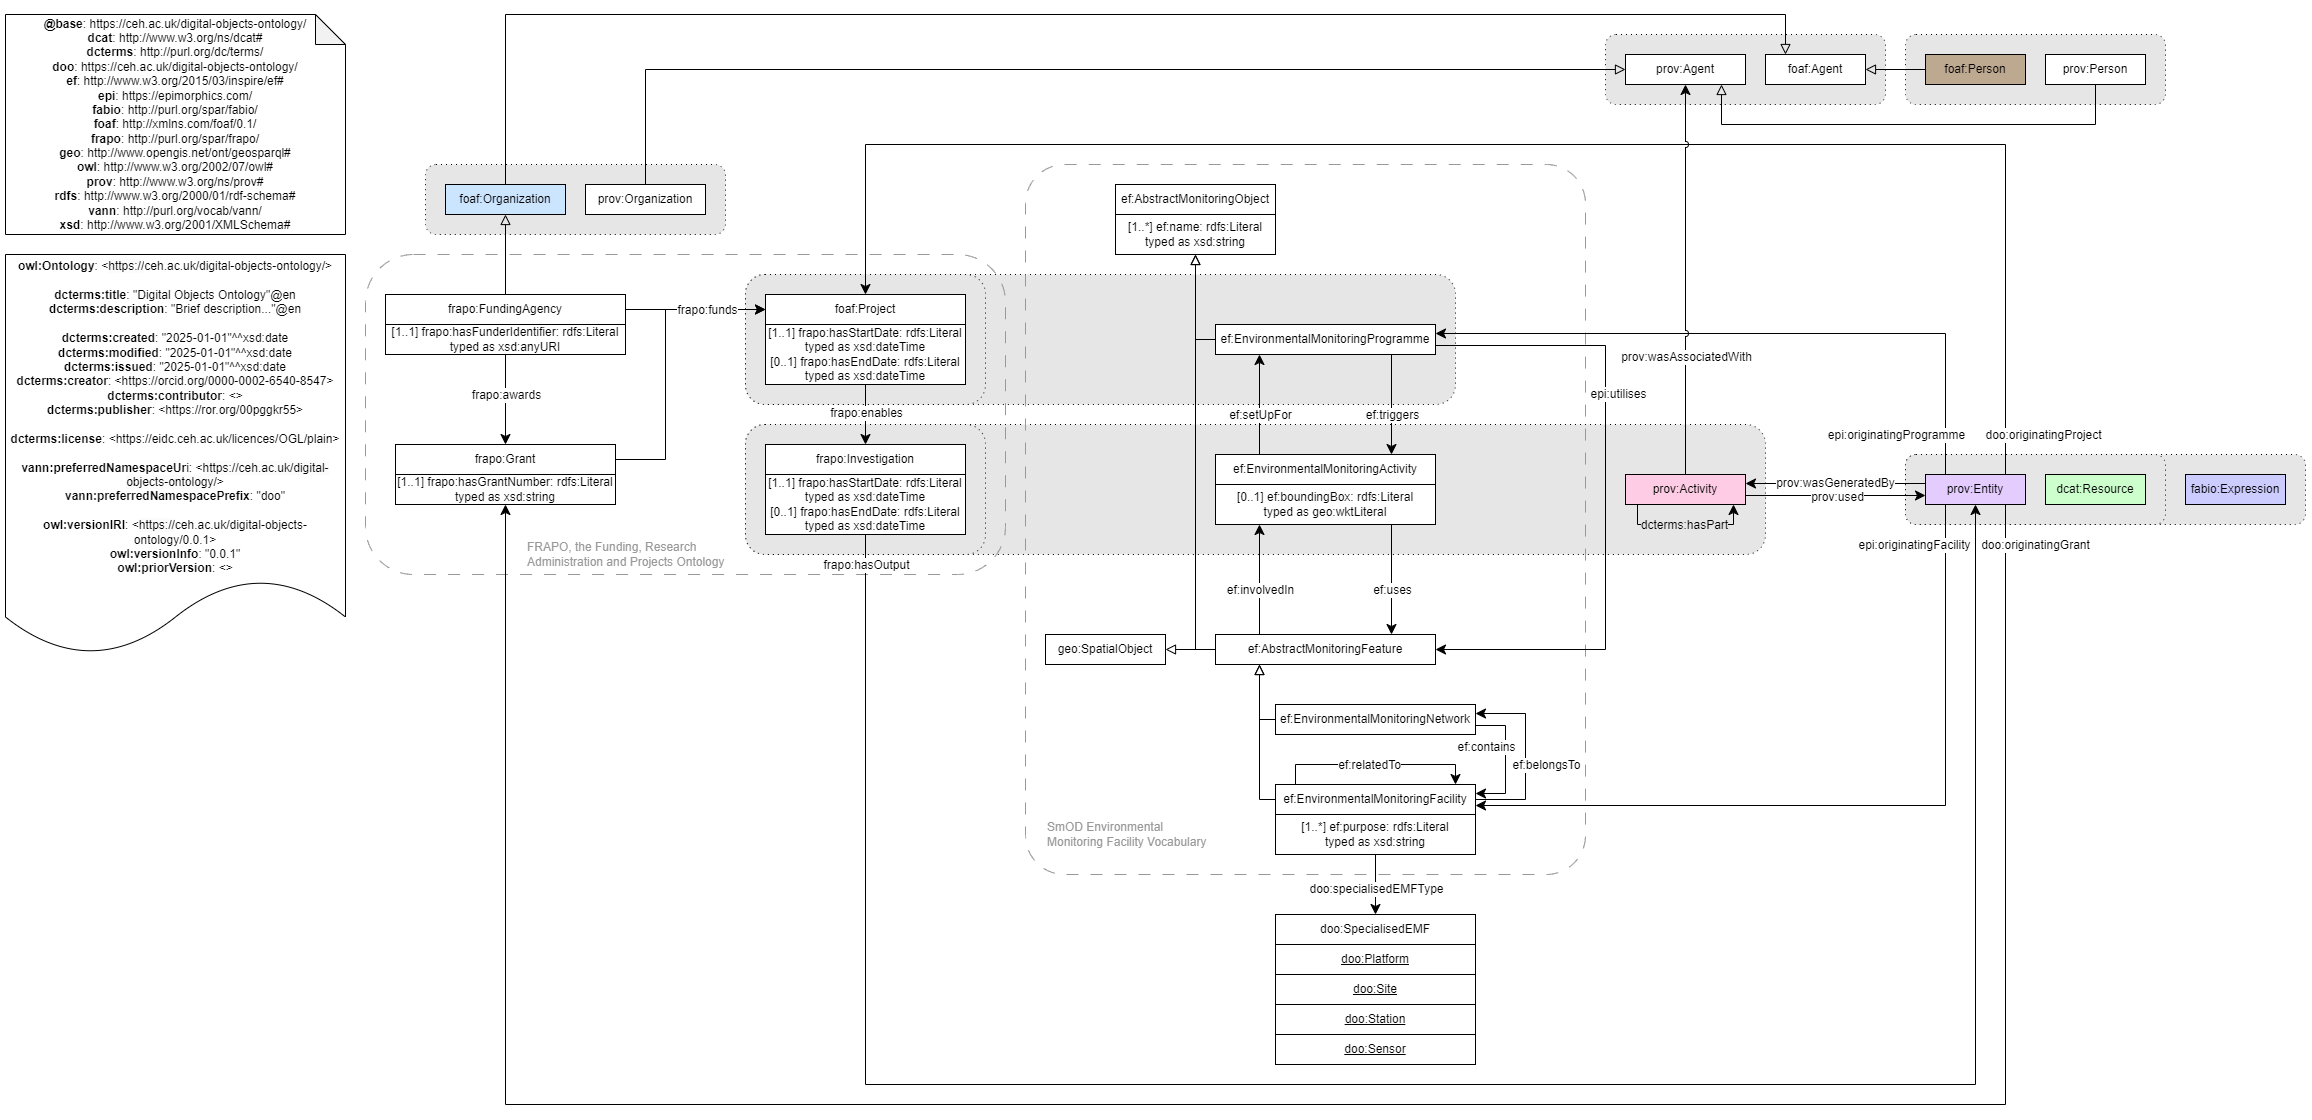 @base: https://ceh.ac.uk/digital-objects-ontology/
dcat: http://www.w3.org/ns/dcat#
dcterms: http://purl.org/dc/terms/
doo: https://ceh.ac.uk/digital-objects-ontology/
ef: http://www.w3.org/2015/03/inspire/ef#
epi: https://epimorphics.com/
fabio: http://purl.org/spar/fabio/
foaf: http://xmlns.com/foaf/0.1/
frapo: http://purl.org/spar/frapo/
geo: http://www.opengis.net/ont/geosparql#
owl: http://www.w3.org/2002/07/owl#
prov: http://www.w3.org/ns/prov#
rdfs: http://www.w3.org/2000/01/rdf-schema#
vann: http://purl.org/vocab/vann/
xsd: http://www.w3.org/2001/XMLSchema#
owl:Ontology: <https://ceh.ac.uk/digital-objects-ontology/>
dcterms:title: "Digital Objects Ontology"@en
dcterms:description: "Brief description..."@en
dcterms:created: "2025-01-01"^^xsd:date
dcterms:modified: "2025-01-01"^^xsd:date
dcterms:issued: "2025-01-01"^^xsd:date
dcterms:creator: <https://orcid.org/0000-0002-6540-8547>
dcterms:contributor: <>
dcterms:publisher: <https://ror.org/00pggkr55>
dcterms:license: <https://eidc.ceh.ac.uk/licences/OGL/plain>
vann:preferredNamespaceUri: <https://ceh.ac.uk/digital-
objects-ontology/>
vann:preferredNamespacePrefix: "doo"
owl:versionIRI: <https://ceh.ac.uk/digital-objects-
ontology/0.0.1>
owl:versionInfo: "0.0.1"
owl:priorVersion: <>
prov:Agent
foaf:Agent
foaf:Person
prov:Person
foaf:Organization
prov:Organization
frapo:FundingAgency
[1..1] frapo:hasFunderIdentifier: rdfs:Literal
typed as xsd:anyURI
frapo:funds
frapo:awards
frapo:Grant
[1..1] frapo:hasGrantNumber: rdfs:Literal
typed as xsd:string
FRAPO, the Funding, Research
Administration and Projects Ontology
foaf:Project
[1..1] frapo:hasStartDate: rdfs:Literal
typed as xsd:dateTime
[0..1] frapo:hasEndDate: rdfs:Literal
typed as xsd:dateTime
frapo:enables
frapo:Investigation
[1..1] frapo:hasStartDate: rdfs:Literal
typed as xsd:dateTime
[0..1] frapo:hasEndDate: rdfs:Literal
typed as xsd:dateTime
frapo:hasOutput
ef:AbstractMonitoringObject
[1..*] ef:name: rdfs:Literal
typed as xsd:string
ef:EnvironmentalMonitoringProgramme
ef:setUpFor
ef:triggers
epi:utilises
ef:EnvironmentalMonitoringActivity
[0..1] ef:boundingBox: rdfs:Literal
typed as geo:wktLiteral
ef:involvedIn
ef:uses
geo:SpatialObject
ef:AbstractMonitoringFeature
ef:EnvironmentalMonitoringNetwork
ef:contains
ef:belongsTo
ef:relatedTo
ef:EnvironmentalMonitoringFacility
[1..*] ef:purpose: rdfs:Literal
typed as xsd:string
SmOD Environmental
Monitoring Facility Vocabulary
doo:specialisedEMFType
doo:SpecialisedEMF
doo:Platform
doo:Site
doo:Station
doo:Sensor
prov:wasAssociatedWith
prov:Activity
dcterms:hasPart
prov:wasGeneratedBy
prov:used
epi:originatingProgramme
doo:originatingProject
prov:Entity
dcat:Resource
fabio:Expression
epi:originatingFacility
doo:originatingGrant